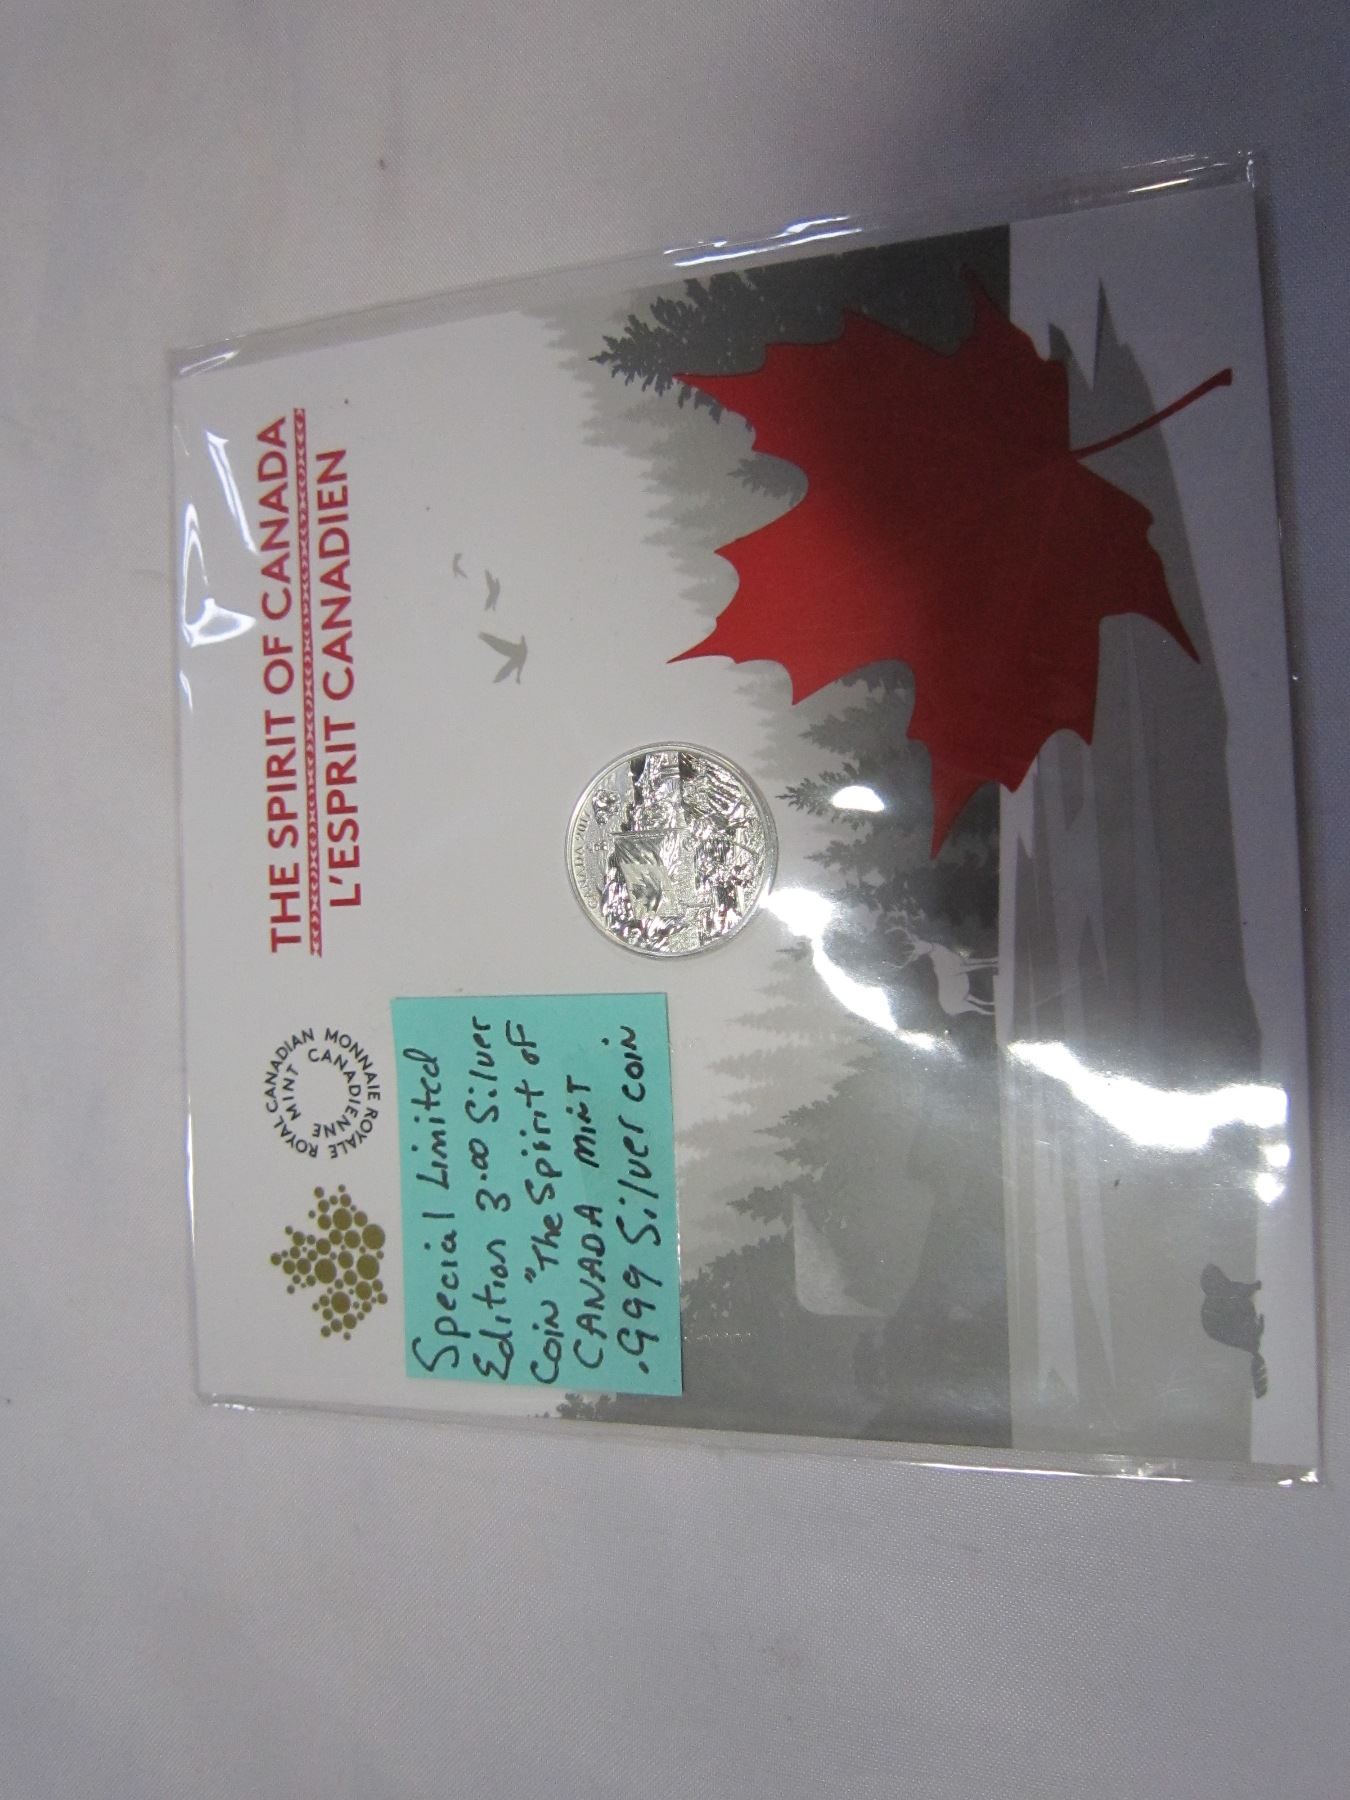 THE SPIRIT OF CANADA
L'ESPRIT CANADIEN
ROYAL CANADIAN MINT
MONNAIE ROYALE CANADIENNE
Special Limited
Edition 3.00 Silver
Coin "The Spirit of
CANADA MINT
.999 Silver Coin
CANADA 2017